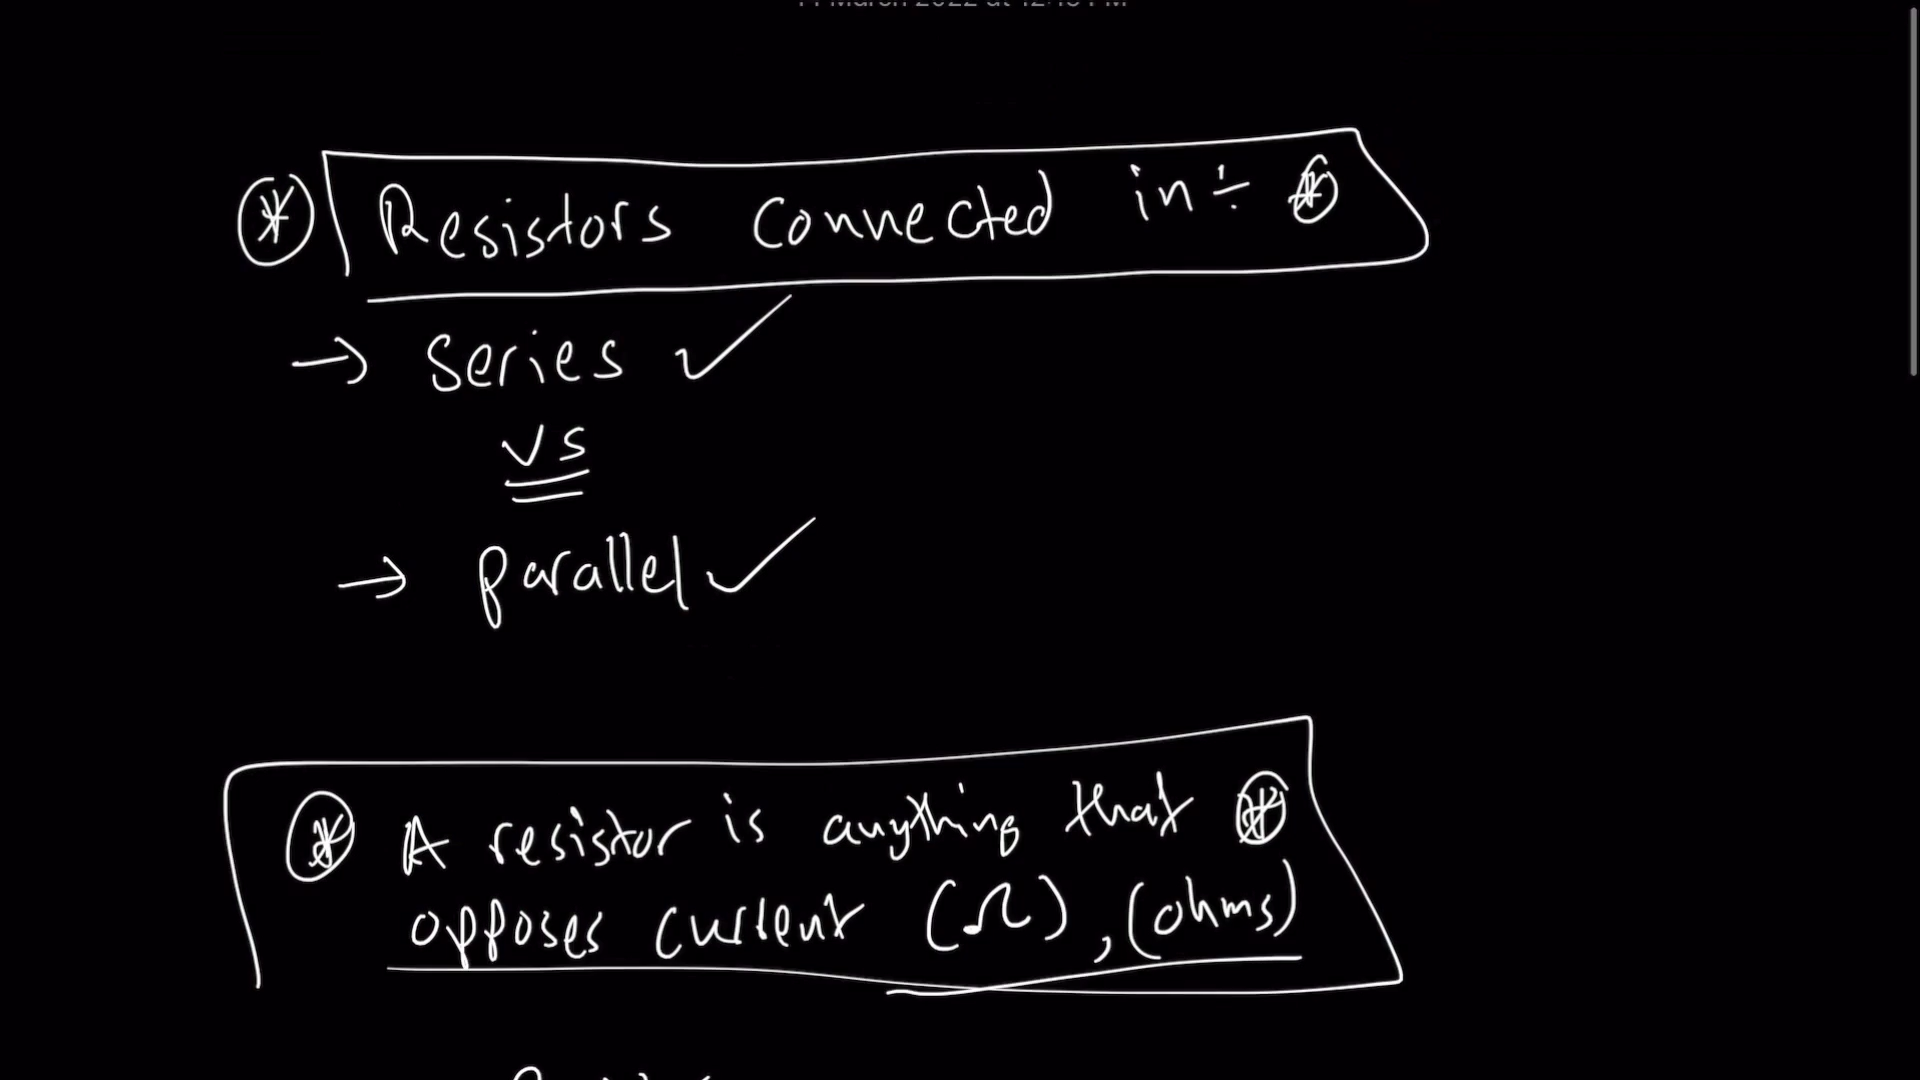 Resistors connected in÷
→ series ✓
vs
→ parallel ✓
A resistor is anything that
opposes current (Ω), (ohms)